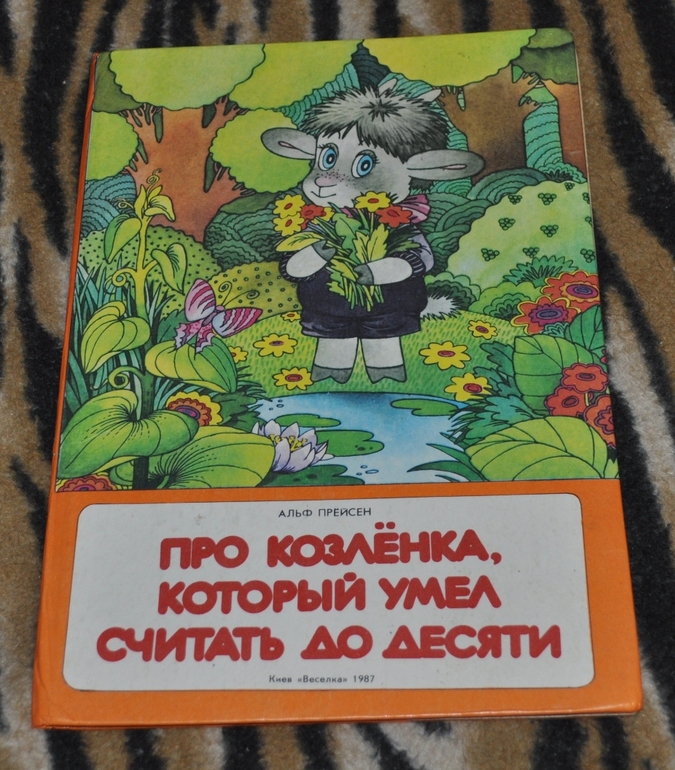 АЛЬФ ПРЕЙСЕН
ПРО КОЗЛЁНКА,
КОТОРЫЙ УМЕЛ
СЧИТАТЬ ДО ДЕСЯТИ
Киев «Веселка» 1987